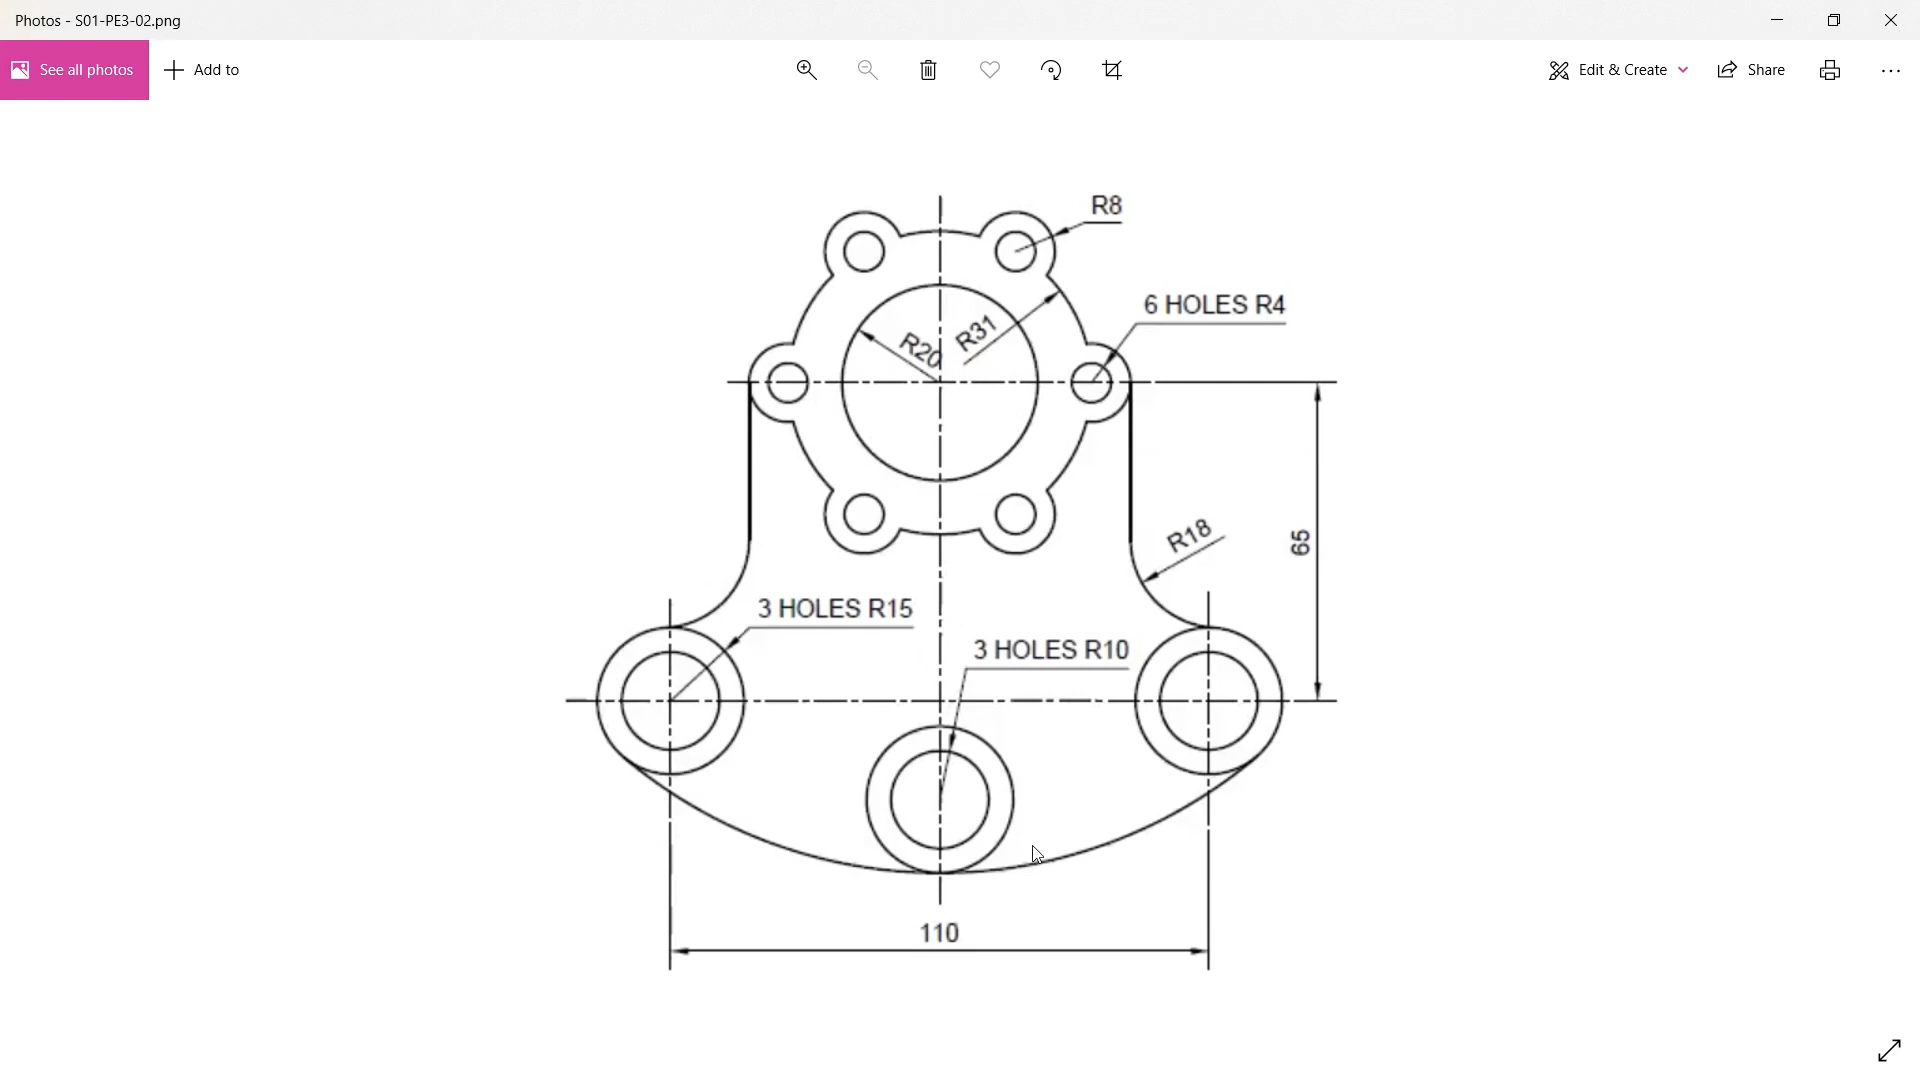 Photos - S01-PE3-02.png
See all photos
Add to
Edit & Create
Share
R8
6 HOLES R4
R20
R31
R18
65
3 HOLES R15
3 HOLES R10
110